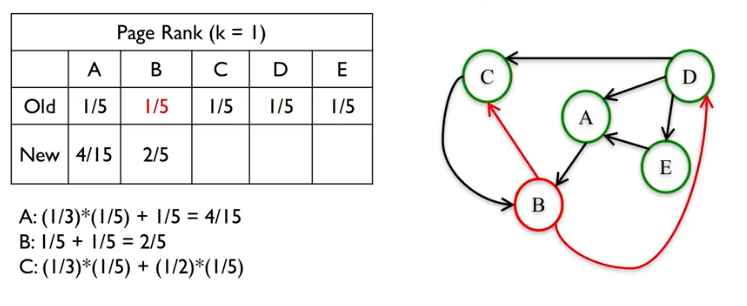 Page Rank (k = 1)
A B C D E
Old 1/5 1/5 1/5 1/5 1/5
New 4/15 2/5
A: (1/3)*(1/5) + 1/5 = 4/15
B: 1/5 + 1/5 = 2/5
C: (1/3)*(1/5) + (1/2)*(1/5)
C
D
A
E
B